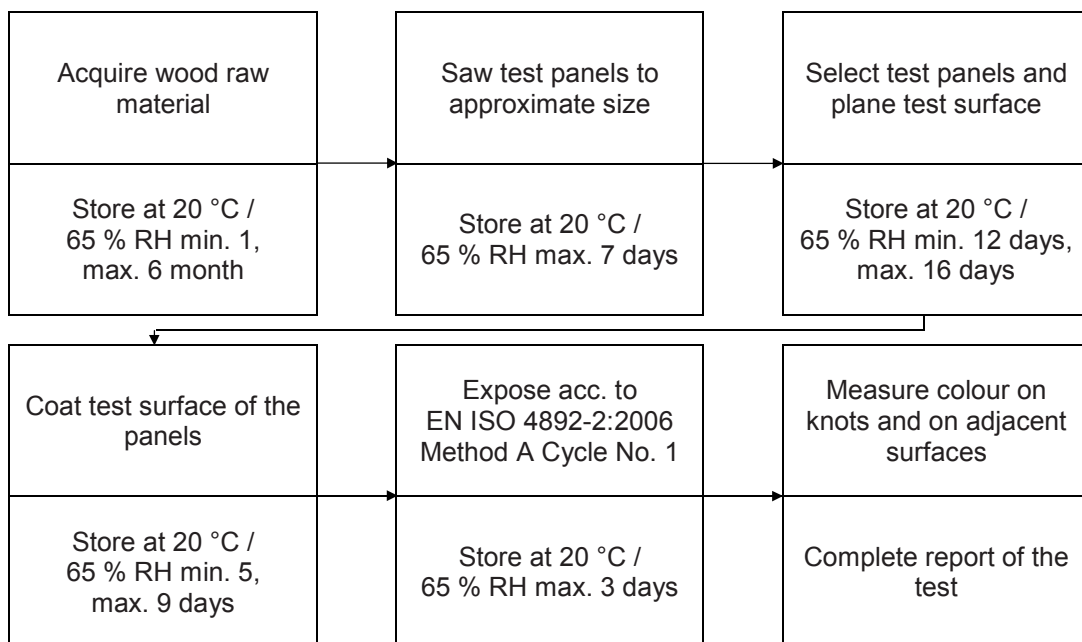 Acquire wood raw
material
Store at 20 °C /
65 % RH min. 1,
max. 6 month
Saw test panels to
approximate size
Store at 20 °C /
65 % RH max. 7 days
Select test panels and
plane test surface
Store at 20 °C /
65 % RH min. 12 days,
max. 16 days
Coat test surface of the
panels
Store at 20 °C /
65 % RH min. 5,
max. 9 days
Expose acc. to
EN ISO 4892-2:2006
Method A Cycle No. 1
Store at 20 °C /
65 % RH max. 3 days
Measure colour on
knots and on adjacent
surfaces
Complete report of the
test